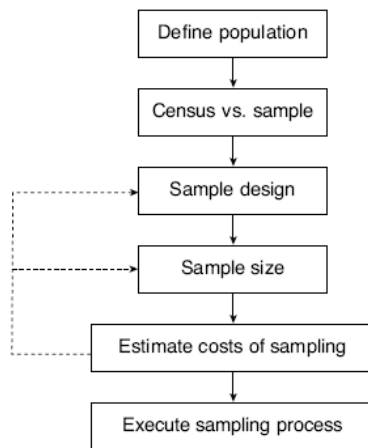 Define population
Census vs. sample
Sample design
Sample size
Estimate costs of sampling
Execute sampling process